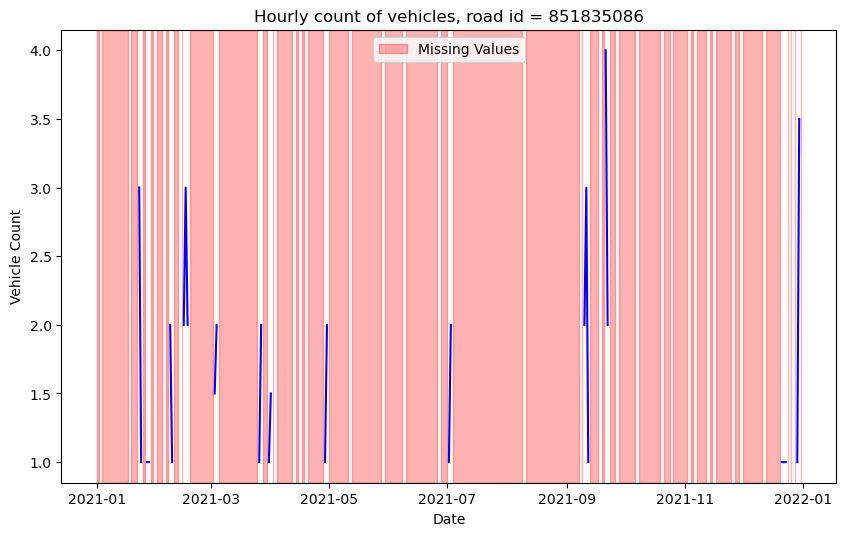 Hourly count of vehicles, road id = 851835086
Missing Values
4.0
3.5
3.0
2.5
2.0
1.5
1.0
Vehicle Count
2021-01 2021-03 2021-05 2021-07 2021-09 2021-11 2022-01
Date